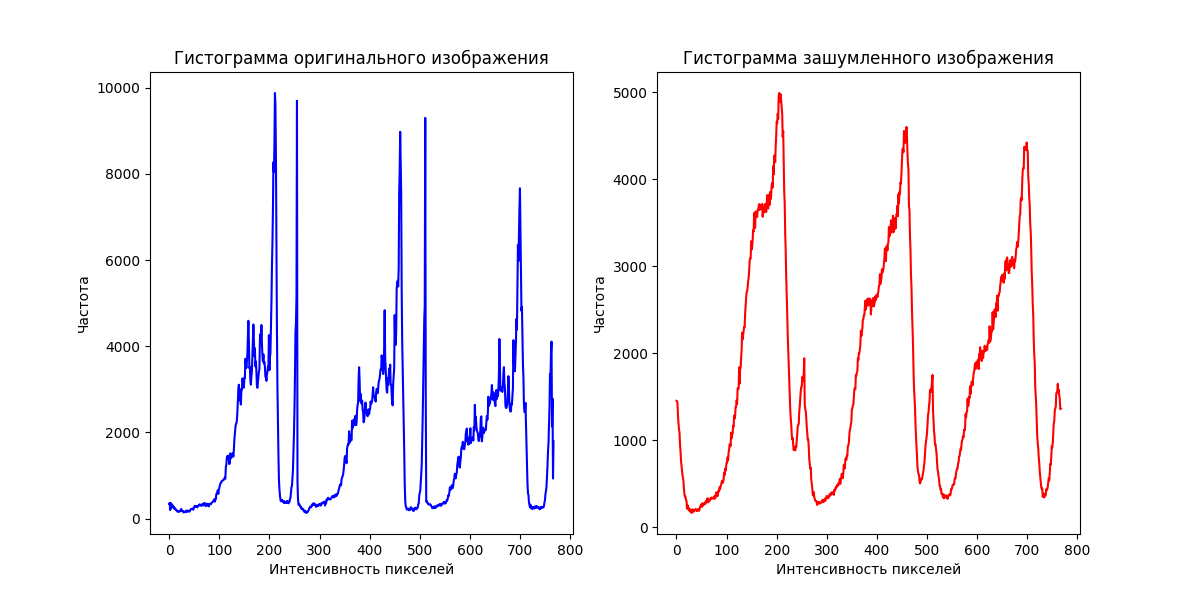 Гистограмма оригинального изображения
Частота
10000
8000
6000
4000
2000
0
0 100 200 300 400 500 600 700 800
Интенсивность пикселей
Гистограмма зашумленного изображения
Частота
5000
4000
3000
2000
1000
0
0 100 200 300 400 500 600 700 800
Интенсивность пикселей